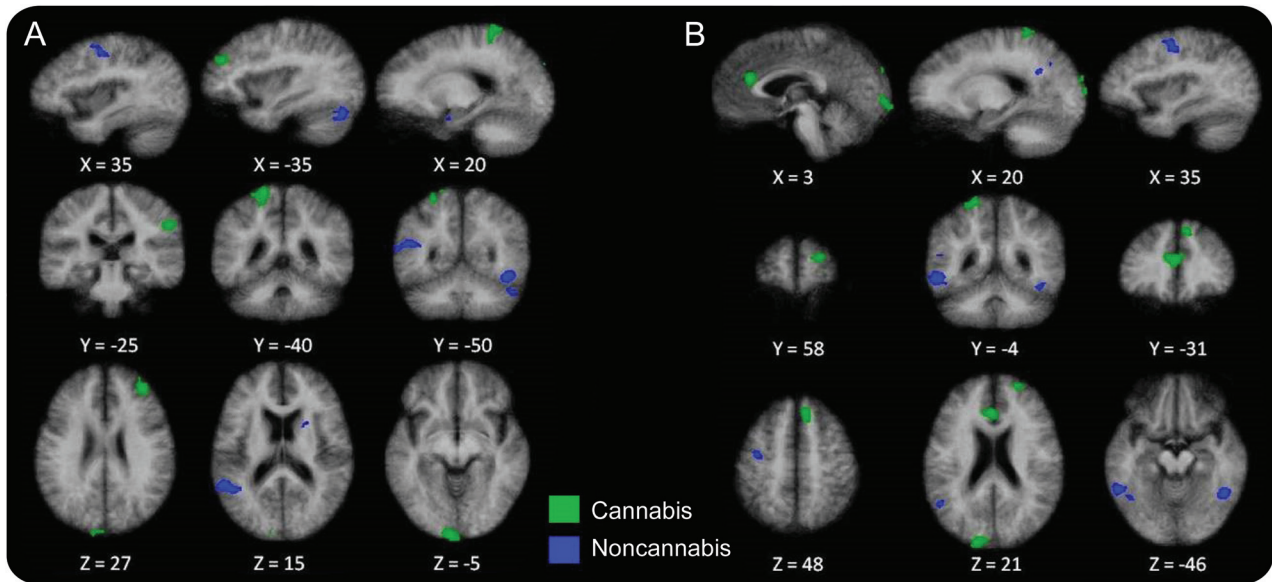 A
B
X = 35
X = -35
X = 20
X = 3
X = 20
X = 35
Y = -25
Y = -40
Y = -50
Y = 58
Y = -4
Y = -31
Cannabis
Noncannabis
Z = 27
Z = 15
Z = -5
Z = 48
Z = 21
Z = -46